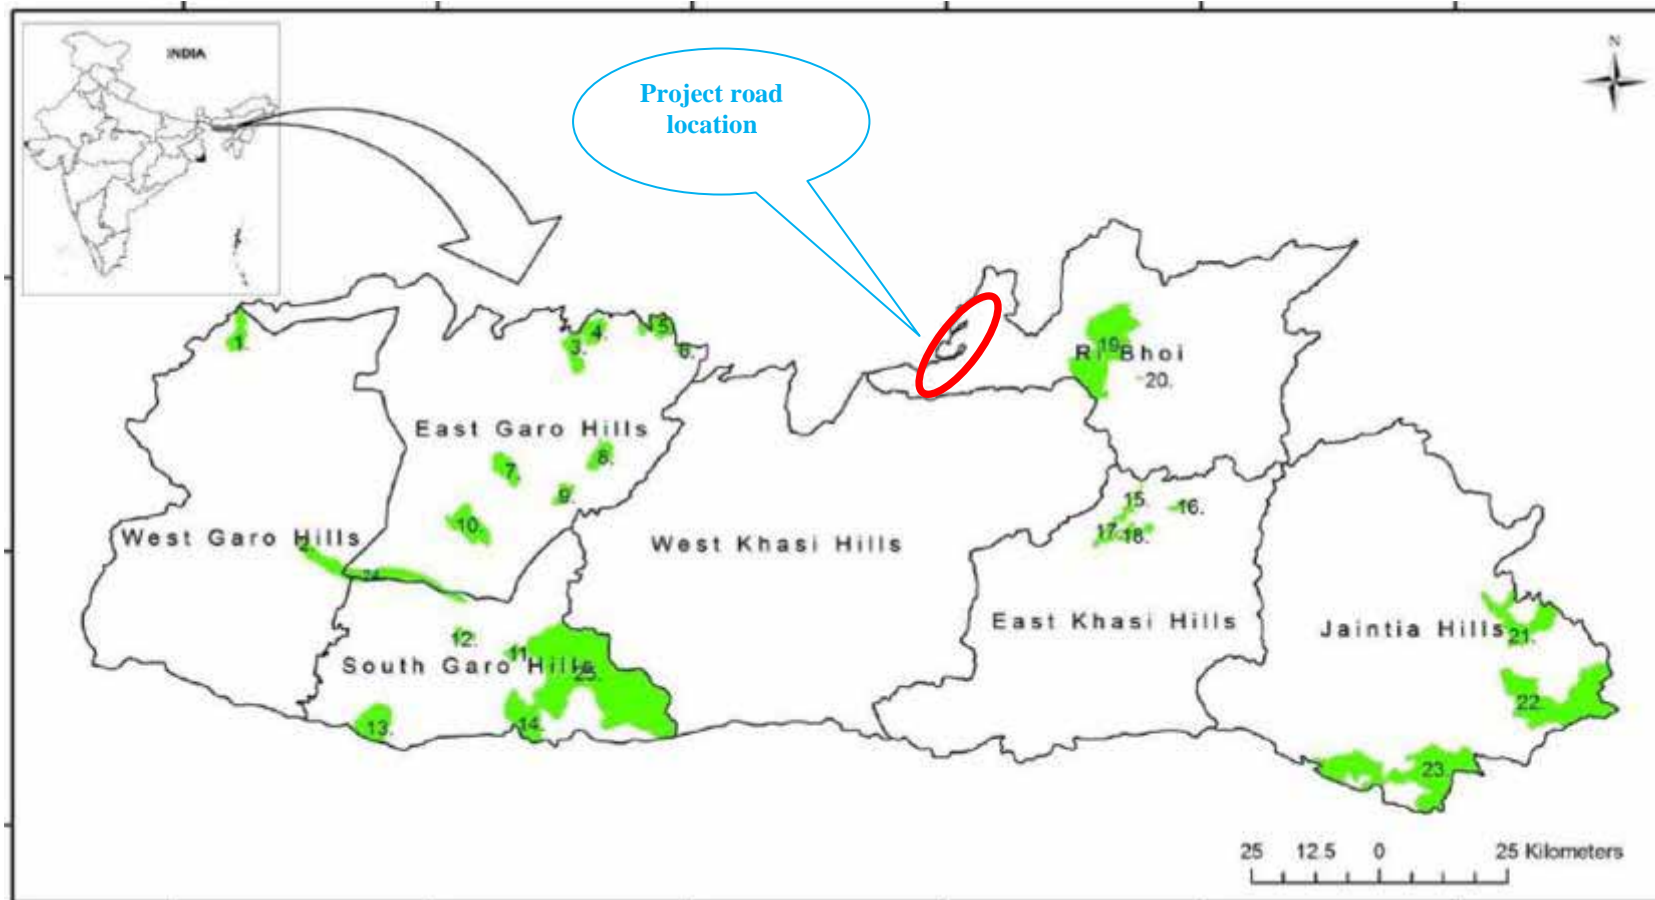 INDIA
N
Project road
location
1.
3.
4.
5.
6.
19.
Ri Bhoi
20.
East Garo Hills
7.
8.
9.
10.
15.
16.
17.
18.
West Garo Hills
2.
24.
West Khasi Hills
East Khasi Hills
Jaintia Hills
21.
12.
11.
South Garo Hills
25.
22.
13.
14.
23.
25 12.5 0 25 Kilometers